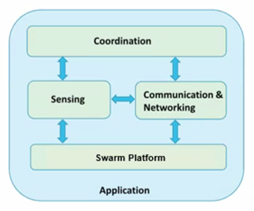 Coordination
Sensing
Communication &
Networking
Swarm Platform
Application